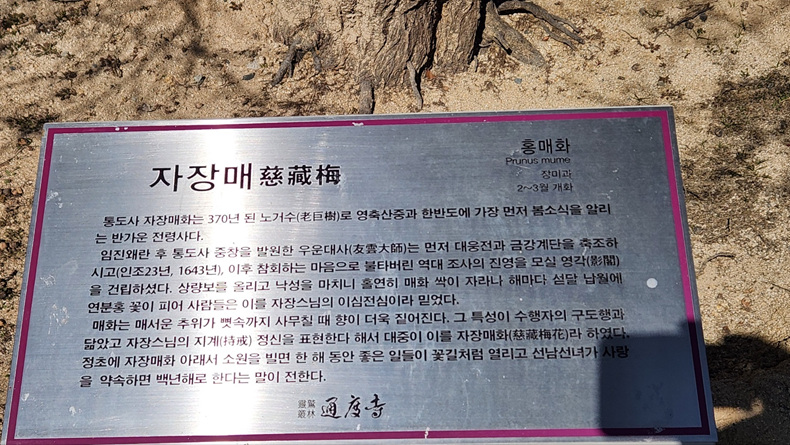 자장매 慈藏梅
홍매화
Prunus mume
장미과
2~3월 개화
통도사 자장매화는 370년 된 노거수(老巨樹)로 영축산중과 한반도에 가장 먼저 봄소식을 알리
는 반가운 전령사다.
임진왜란 후 통도사 중창을 발원한 우운대사(友雲大師)는 먼저 대웅전과 금강계단을 축조하
시고(인조23년, 1643년), 이후 참회하는 마음으로 불타버린 역대 조사의 진영을 모실 영각(影閣)
을 건립하셨다. 상량보를 올리고 낙성을 마치니 홀연히 매화 싹이 자라나 해마다 섣달 납월에
연분홍 꽃이 피어 사람들은 이를 자장스님의 이심전심이라 믿었다.
매화는 매서운 추위가 뼛속까지 사무칠 때 향이 더욱 짙어진다. 그 특성이 수행자의 구도행과
닮았고 자장스님의 지계(持戒) 정신을 표현한다 해서 대중이 이를 자장매화(慈藏梅花)라 하였다.
정초에 자장매화 아래서 소원을 빌면 한 해 동안 좋은 일들이 꽃길처럼 열리고 선남선녀가 사랑
을 약속하면 백년해로 한다는 말이 전한다.
靈鷲
叢林 通度寺